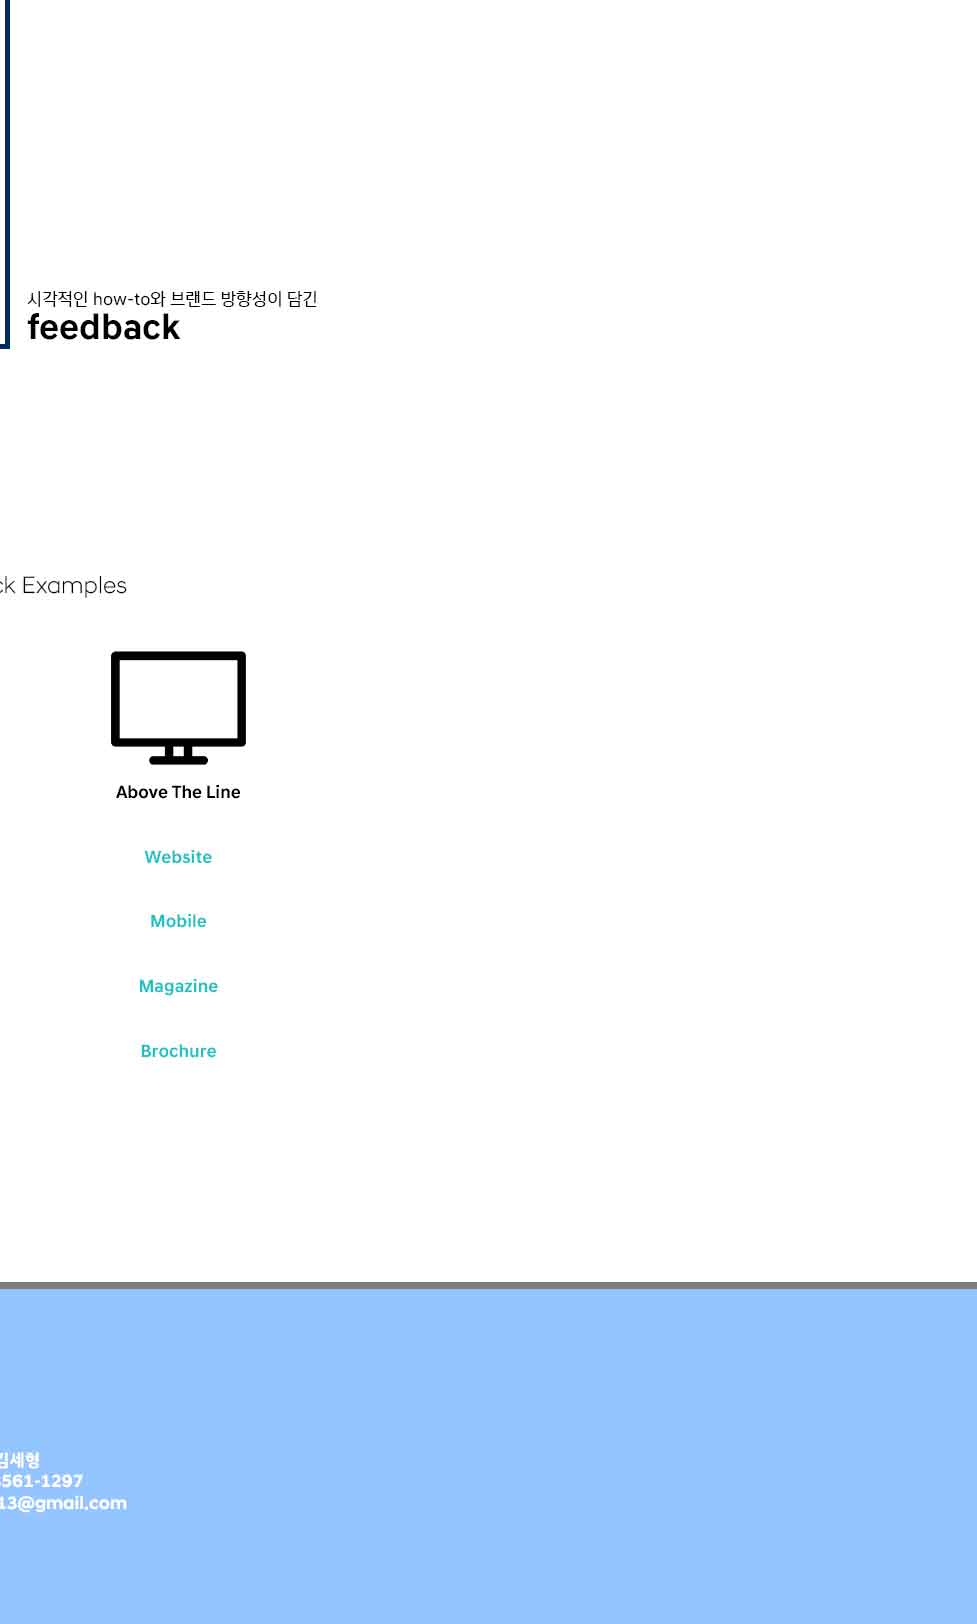 시각적인 how-to와 브랜드 방향성이 담긴
feedback
ck Examples
Above The Line
Website
Mobile
Magazine
Brochure
김세형
561-1297
13@gmail.com